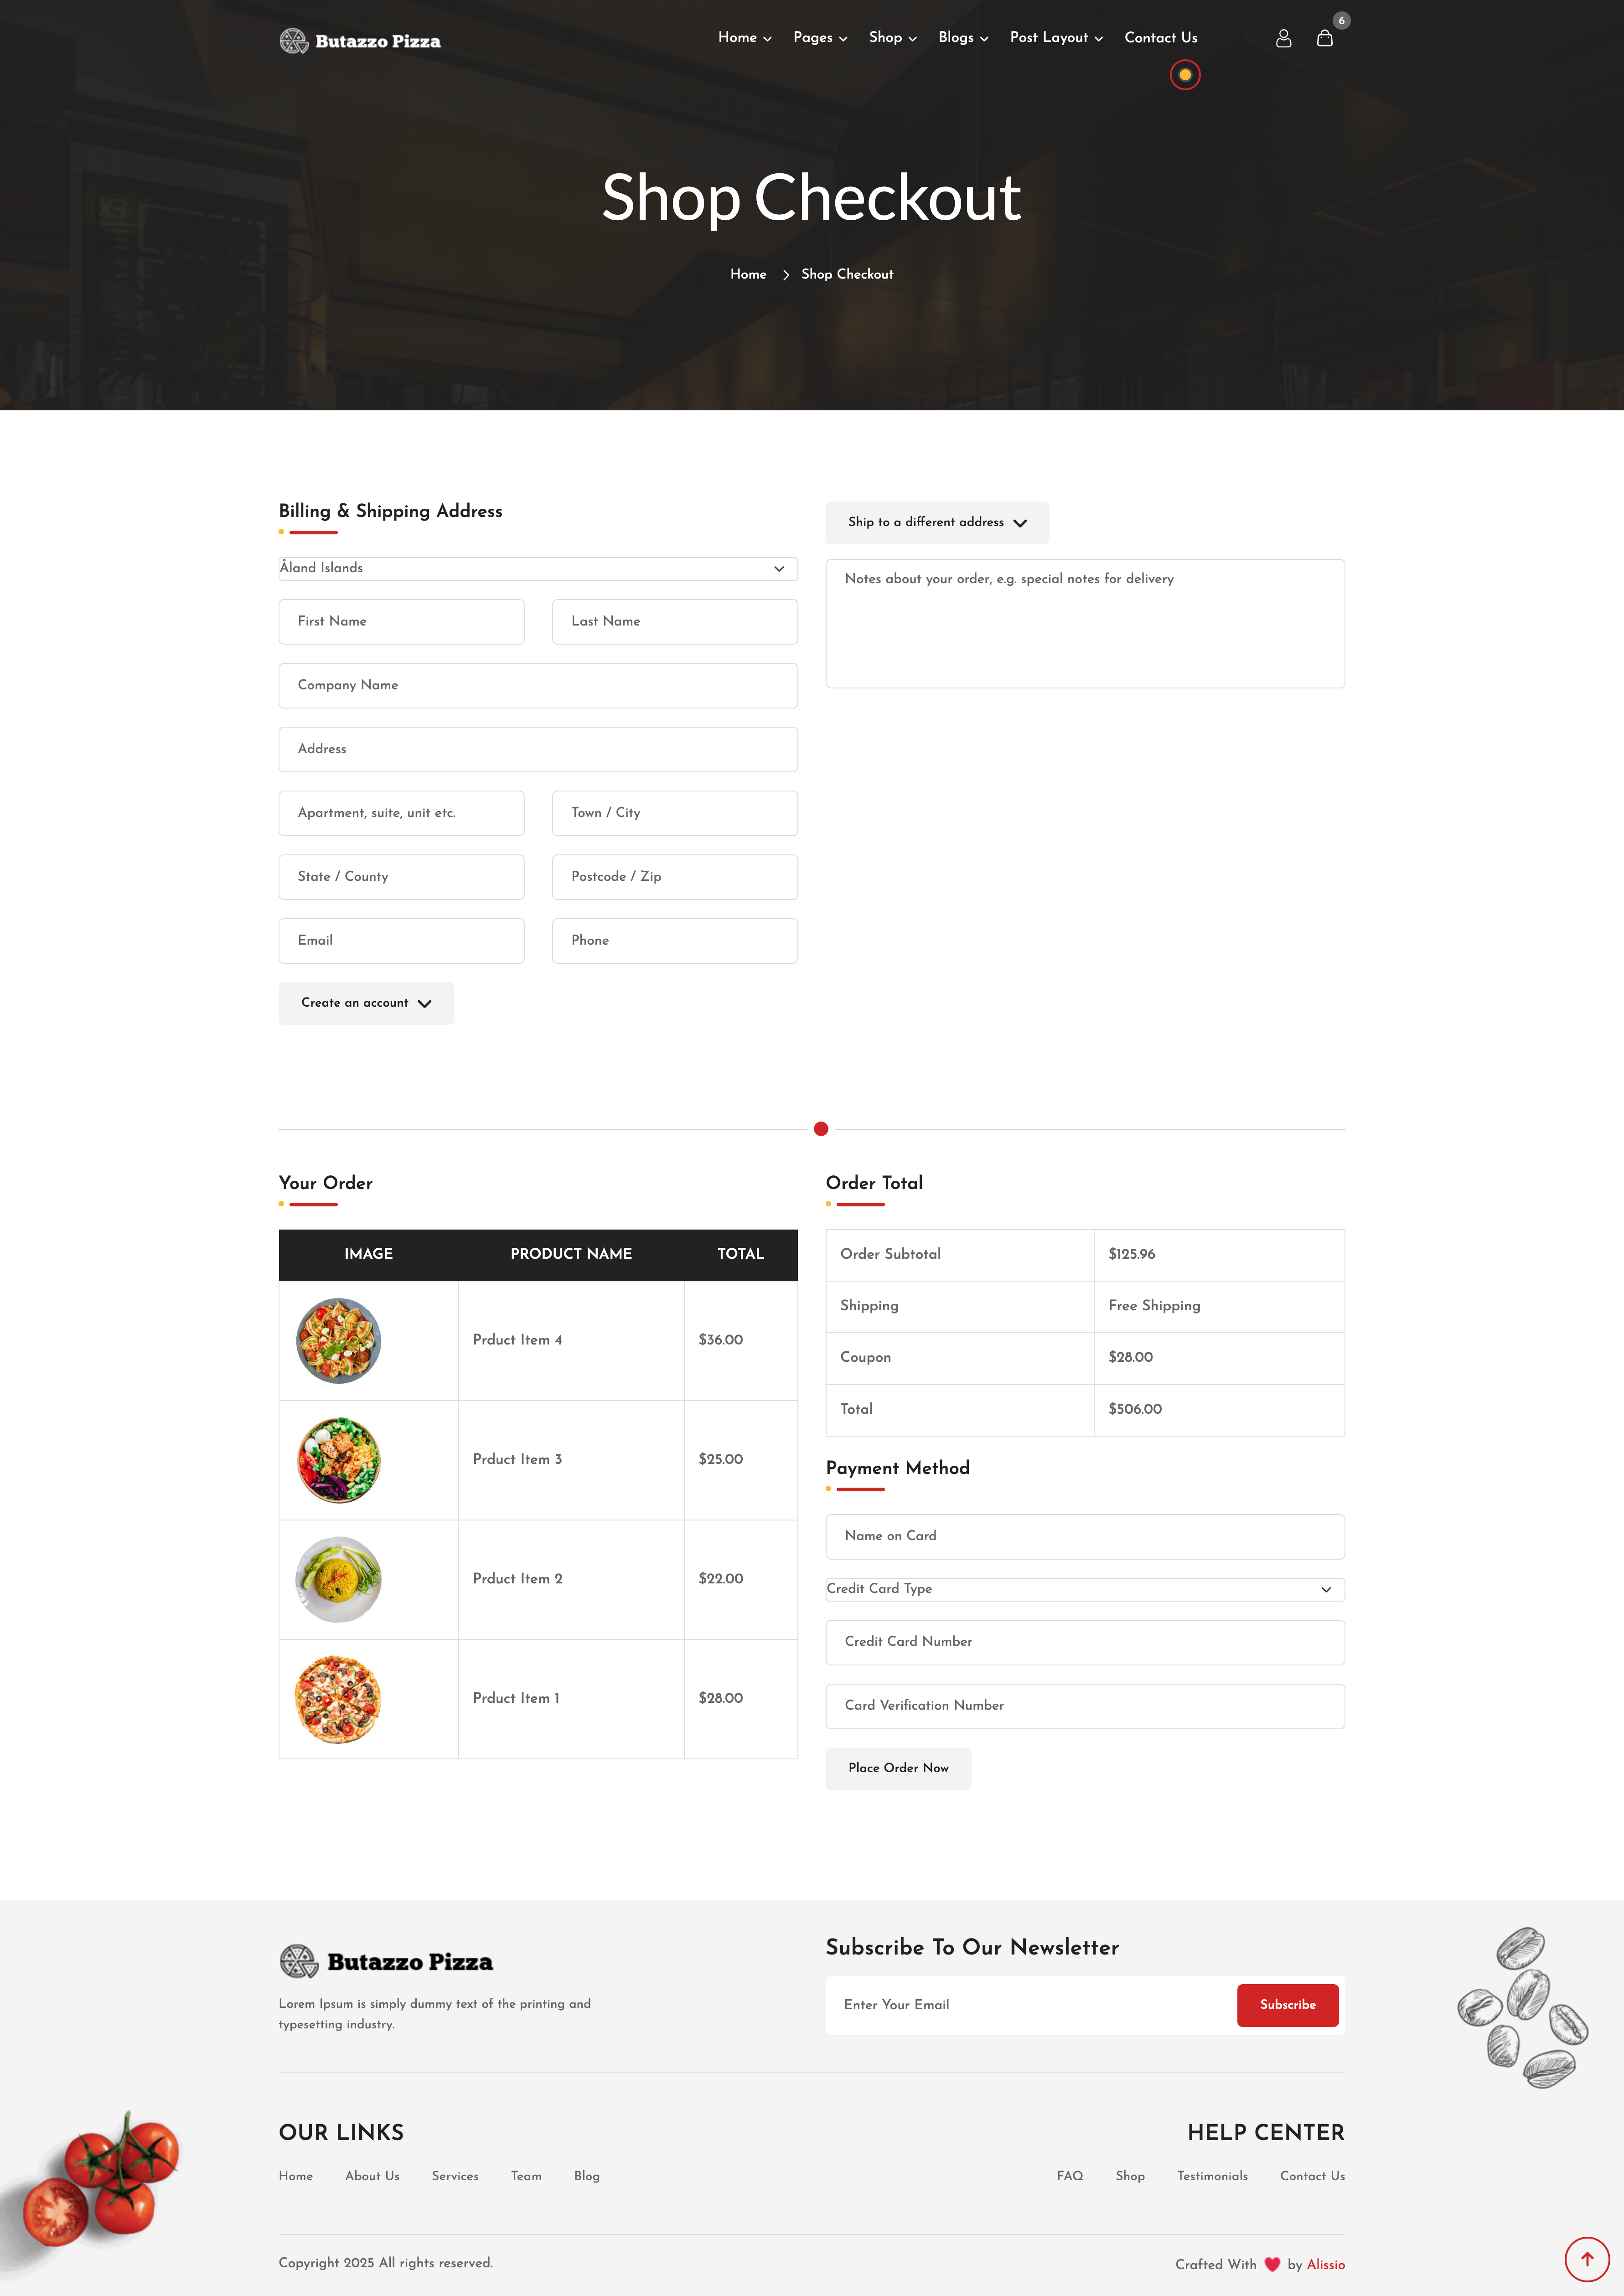 Butazzo Pizza
Home Pages Shop Blogs Post Layout Contact Us
6
Shop Checkout
Home Shop Checkout
Billing & Shipping Address
Åland Islands
First Name Last Name
Company Name
Address
Apartment, suite, unit etc. Town / City
State / County Postcode / Zip
Email Phone
Create an account
Ship to a different address
Notes about your order, e.g. special notes for delivery
Your Order
IMAGE PRODUCT NAME TOTAL
Prduct Item 4 $36.00
Prduct Item 3 $25.00
Prduct Item 2 $22.00
Prduct Item 1 $28.00
Order Total
Order Subtotal $125.96
Shipping Free Shipping
Coupon $28.00
Total $506.00
Payment Method
Name on Card
Credit Card Type
Credit Card Number
Card Verification Number
Place Order Now
Butazzo Pizza
Lorem Ipsum is simply dummy text of the printing and
typesetting industry.
Subscribe To Our Newsletter
Enter Your Email Subscribe
OUR LINKS
Home About Us Services Team Blog
HELP CENTER
FAQ Shop Testimonials Contact Us
Copyright 2025 All rights reserved.
Crafted With by Alissio